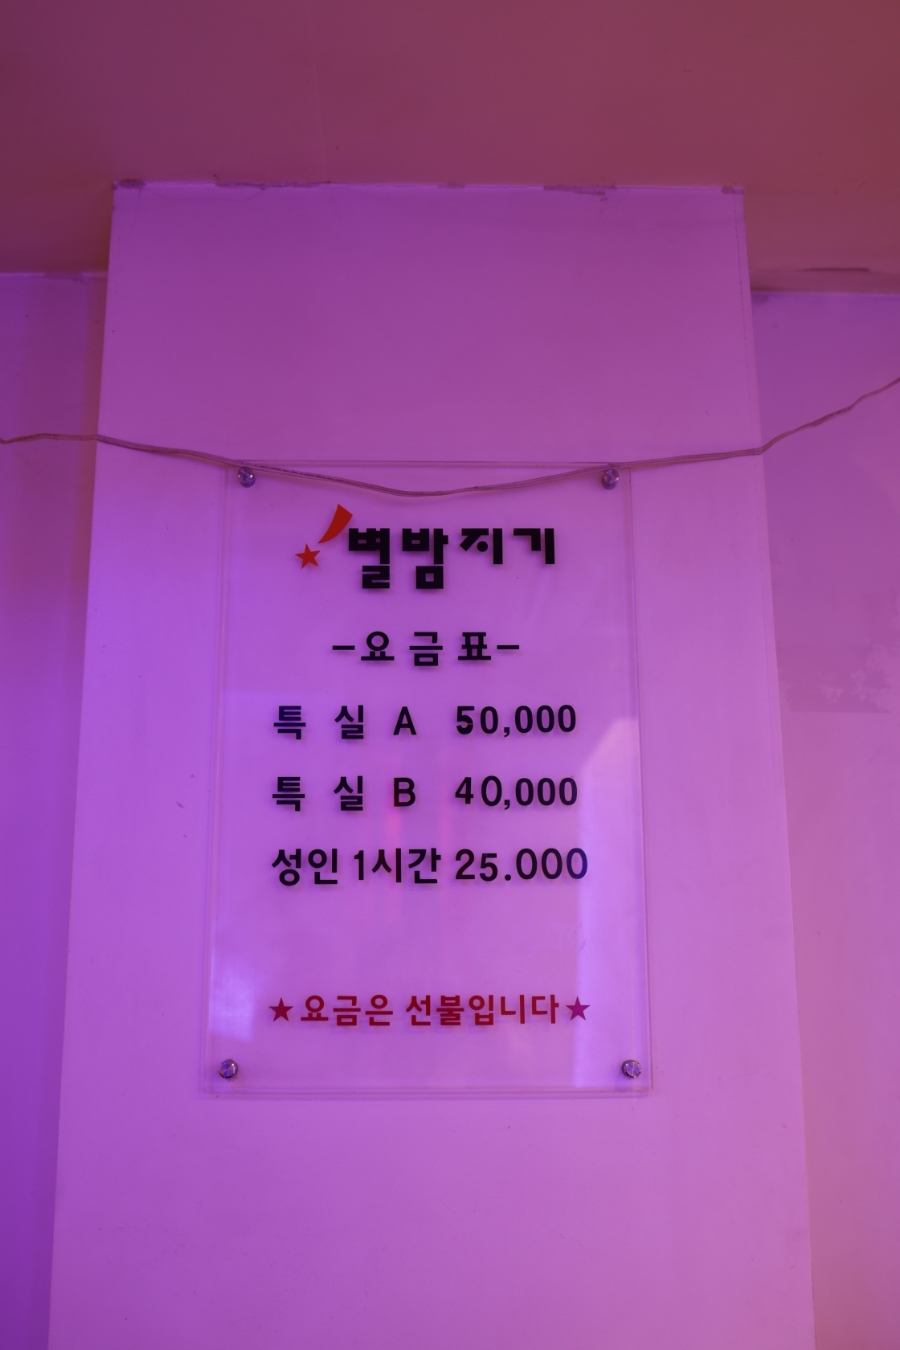 별밤지기
-요금표-
특 실 A 50,000
특 실 B 40,000
성인 1시간 25.000
★요금은 선불입니다★